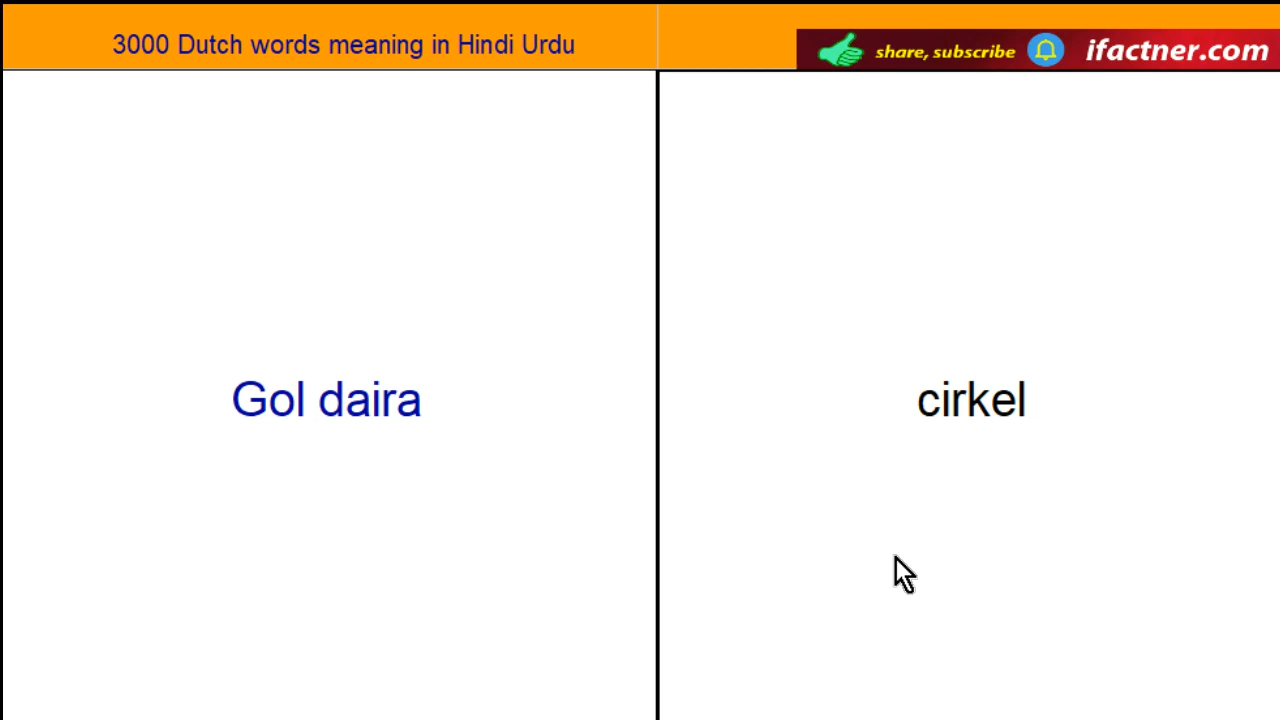 3000 Dutch words meaning in Hindi Urdu
share, subscribe
ifactner.com
Gol daira
cirkel